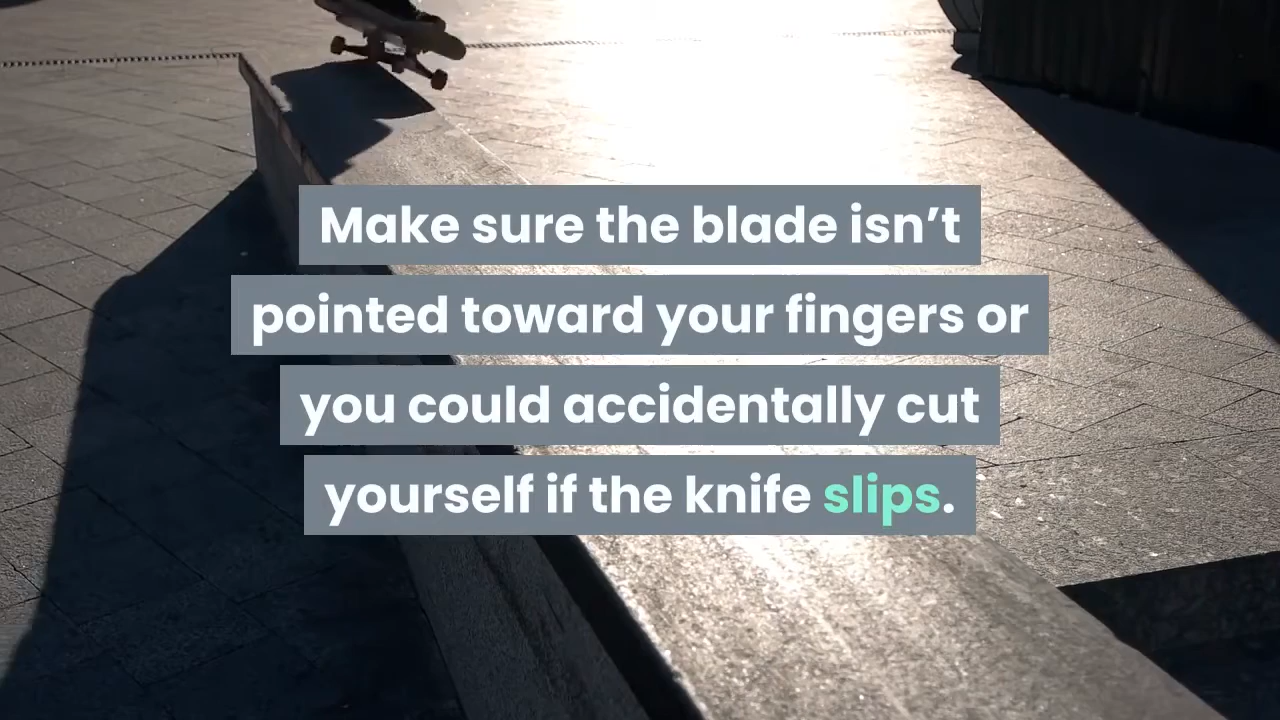 Make sure the blade isn’t
pointed toward your fingers or
you could accidentally cut
yourself if the knife slips.